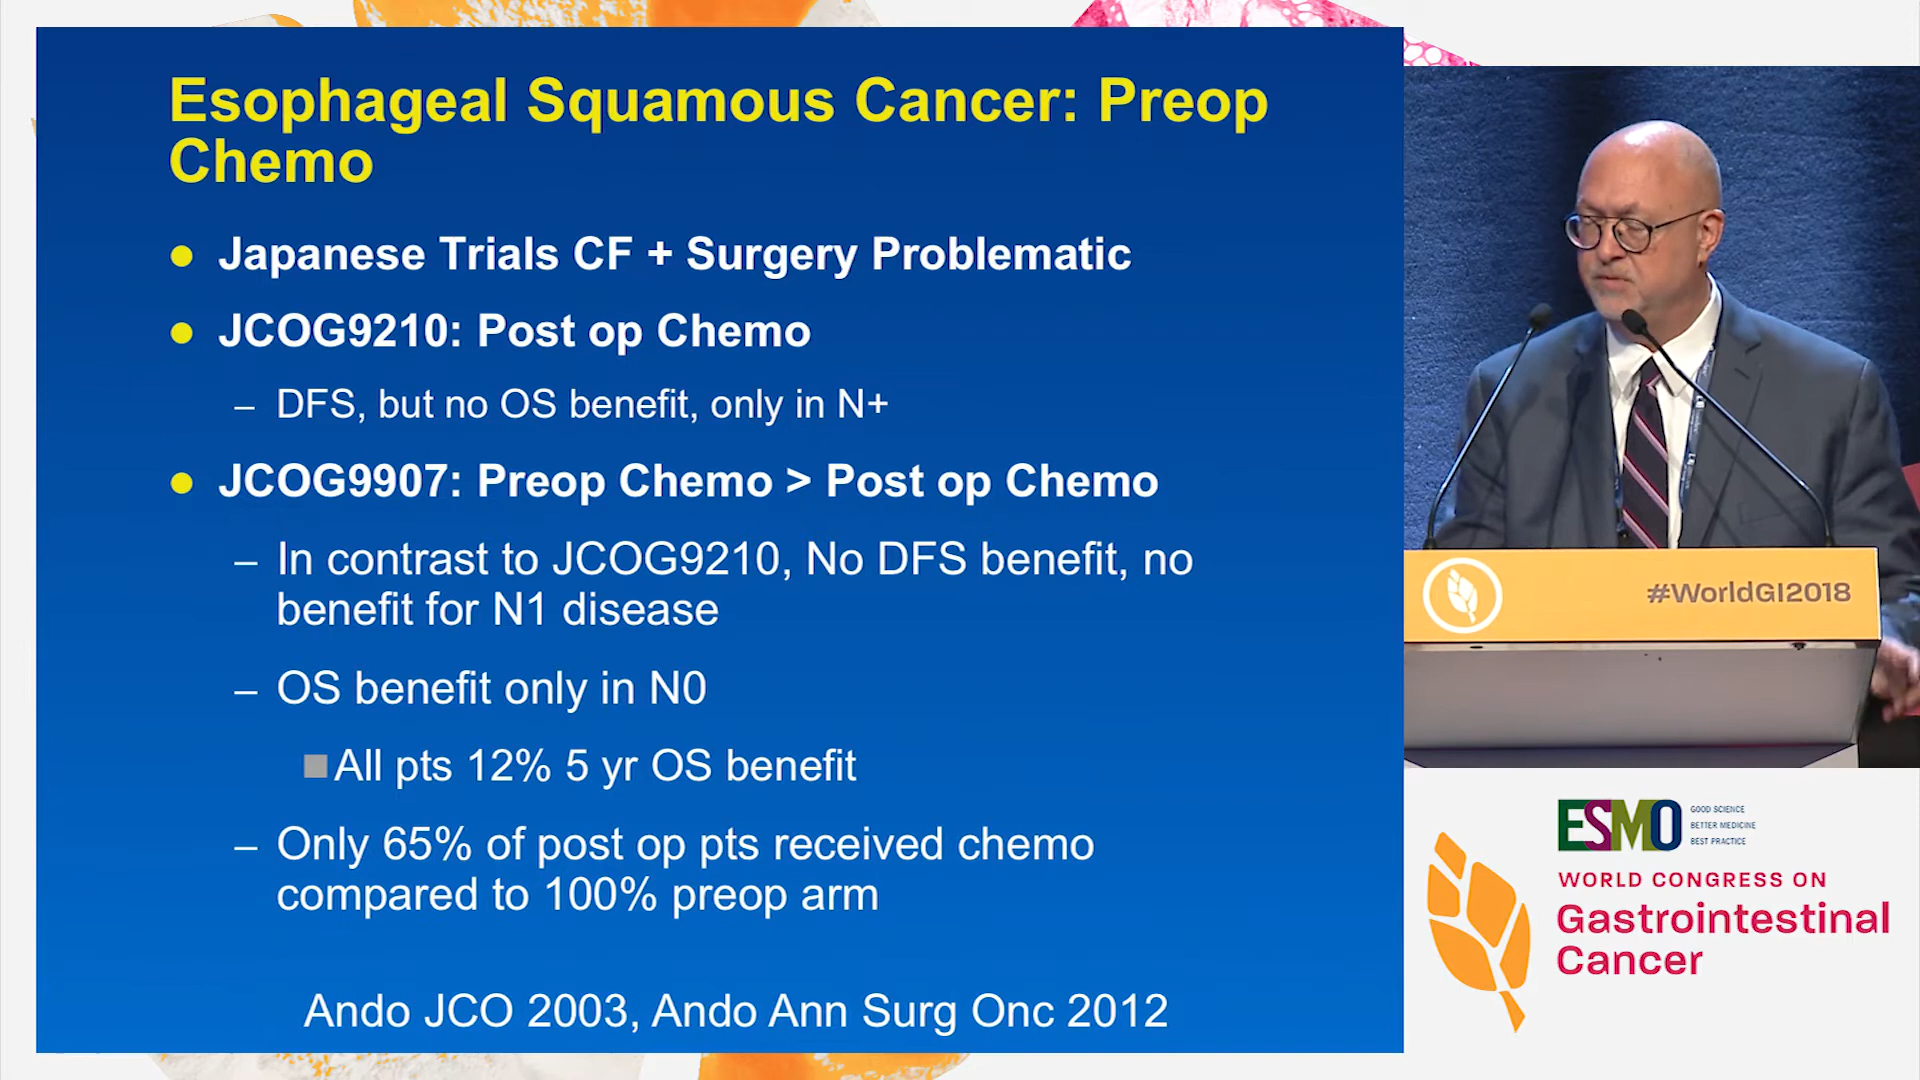 Esophageal Squamous Cancer: Preop
Chemo
● Japanese Trials CF + Surgery Problematic
● JCOG9210: Post op Chemo
– DFS, but no OS benefit, only in N+
● JCOG9907: Preop Chemo > Post op Chemo
– In contrast to JCOG9210, No DFS benefit, no
benefit for N1 disease
– OS benefit only in N0
■ All pts 12% 5 yr OS benefit
– Only 65% of post op pts received chemo
compared to 100% preop arm
Ando JCO 2003, Ando Ann Surg Onc 2012
#WorldGI2018
ESMO
GOOD SCIENCE
BETTER MEDICINE
BEST PRACTICE
WORLD CONGRESS ON
Gastrointestinal
Cancer